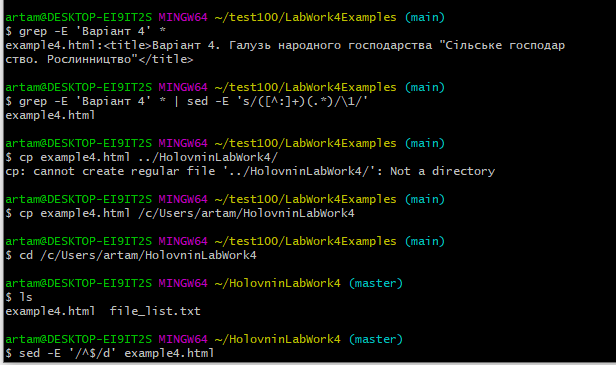 artam@DESKTOP-EI9IT2S MINGW64 ~/test100/LabWork4Examples (main)
$ grep -E 'Варіант 4' *
example4.html:<title>Варіант 4. Галузь народного господарства "Сільське господар
ство. Рослинництво"</title>
artam@DESKTOP-EI9IT2S MINGW64 ~/test100/LabWork4Examples (main)
$ grep -E 'Варіант 4' * | sed -E 's/([^:]+)(.*)/\1/'
example4.html
artam@DESKTOP-EI9IT2S MINGW64 ~/test100/LabWork4Examples (main)
$ cp example4.html ../HolovninLabWork4/
cp: cannot create regular file '../HolovninLabWork4/': Not a directory
artam@DESKTOP-EI9IT2S MINGW64 ~/test100/LabWork4Examples (main)
$ cp example4.html /c/Users/artam/HolovninLabWork4
artam@DESKTOP-EI9IT2S MINGW64 ~/test100/LabWork4Examples (main)
$ cd /c/Users/artam/HolovninLabWork4
artam@DESKTOP-EI9IT2S MINGW64 ~/HolovninLabWork4 (master)
$ ls
example4.html  file_list.txt
artam@DESKTOP-EI9IT2S MINGW64 ~/HolovninLabWork4 (master)
$ sed -E '/^$/d' example4.html